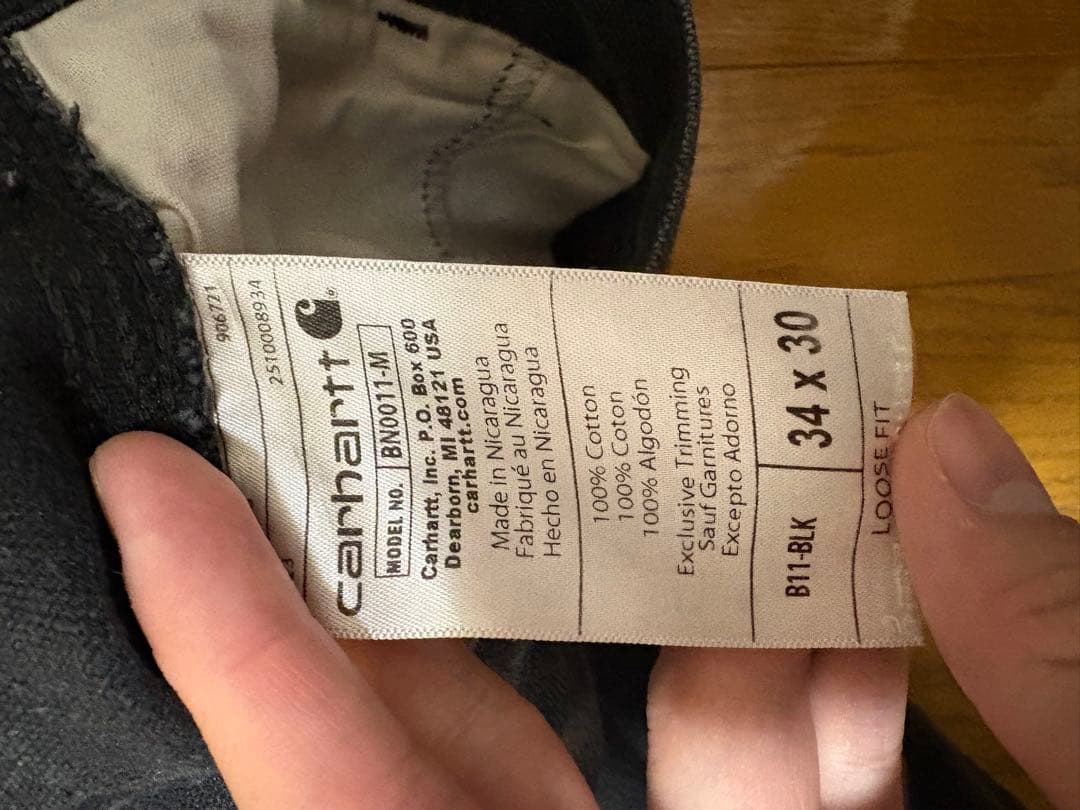 906721
2510008934
carhartt
MODEL NO. BN0011-M
Carhartt, Inc. P.O. Box 600
Dearborn, MI 48121 USA
carhartt.com
Made in Nicaragua
Fabriqué au Nicaragua
Hecho en Nicaragua
100% Cotton
100% Coton
100% Algodón
Exclusive Trimming
Sauf Garnitures
Excepto Adorno
B11-BLK 34 x 30
LOOSE FIT